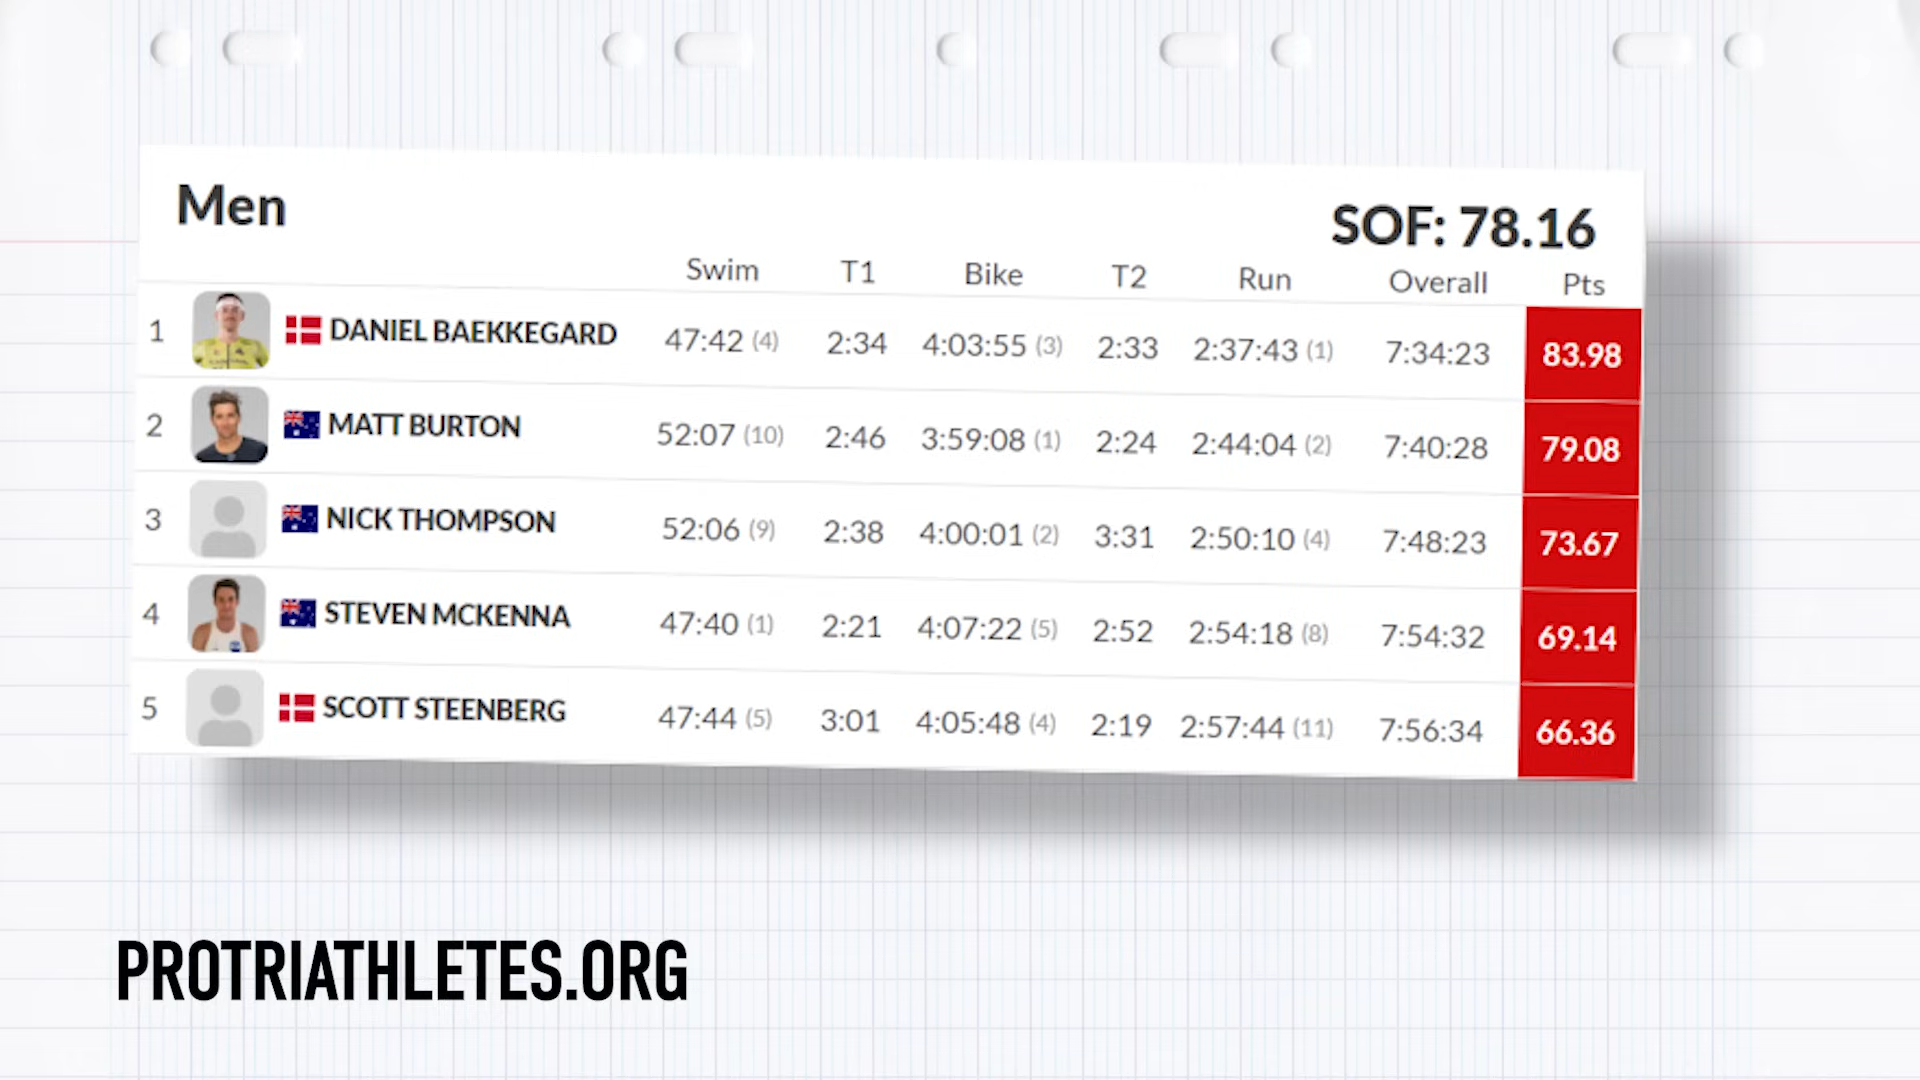 Men
SOF: 78.16
Swim T1 Bike T2 Run Overall Pts
1 DANIEL BAEKKEGARD 47:42 (4) 2:34 4:03:55 (3) 2:33 2:37:43 (1) 7:34:23 83.98
2 MATT BURTON 52:07 (10) 2:46 3:59:08 (1) 2:24 2:44:04 (2) 7:40:28 79.08
3 NICK THOMPSON 52:06 (9) 2:38 4:00:01 (2) 3:31 2:50:10 (4) 7:48:23 73.67
4 STEVEN MCKENNA 47:40 (1) 2:21 4:07:22 (5) 2:52 2:54:18 (8) 7:54:32 69.14
5 SCOTT STEENBERG 47:44 (5) 3:01 4:05:48 (4) 2:19 2:57:44 (11) 7:56:34 66.36
PROTRIATHLETES.ORG